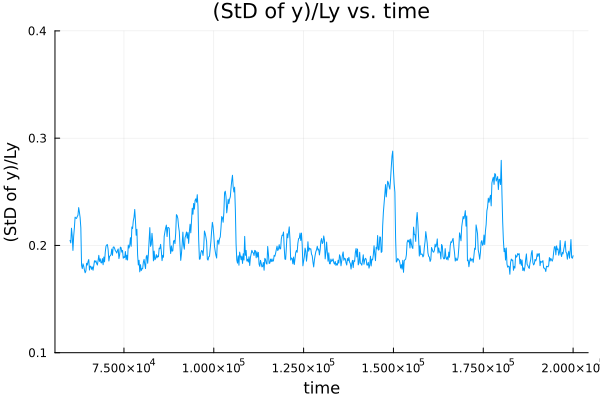 (StD of y)/Ly vs. time
(StD of y)/Ly
0.4
0.3
0.2
0.1
7.500×10⁴ 1.000×10⁵ 1.250×10⁵ 1.500×10⁵ 1.750×10⁵ 2.000×10⁵
time